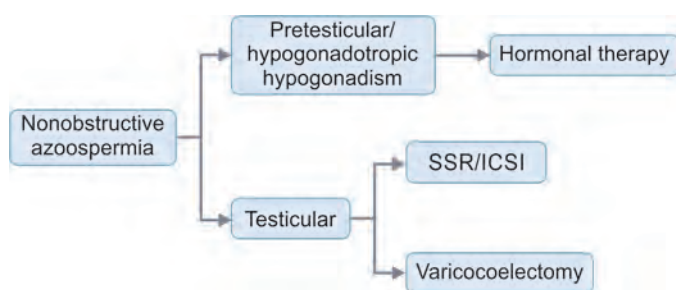 Pretesticular/
hypogonadotropic
hypogonadism
Hormonal therapy
Nonobstructive
azoospermia
SSR/ICSI
Testicular
Varicocoelectomy